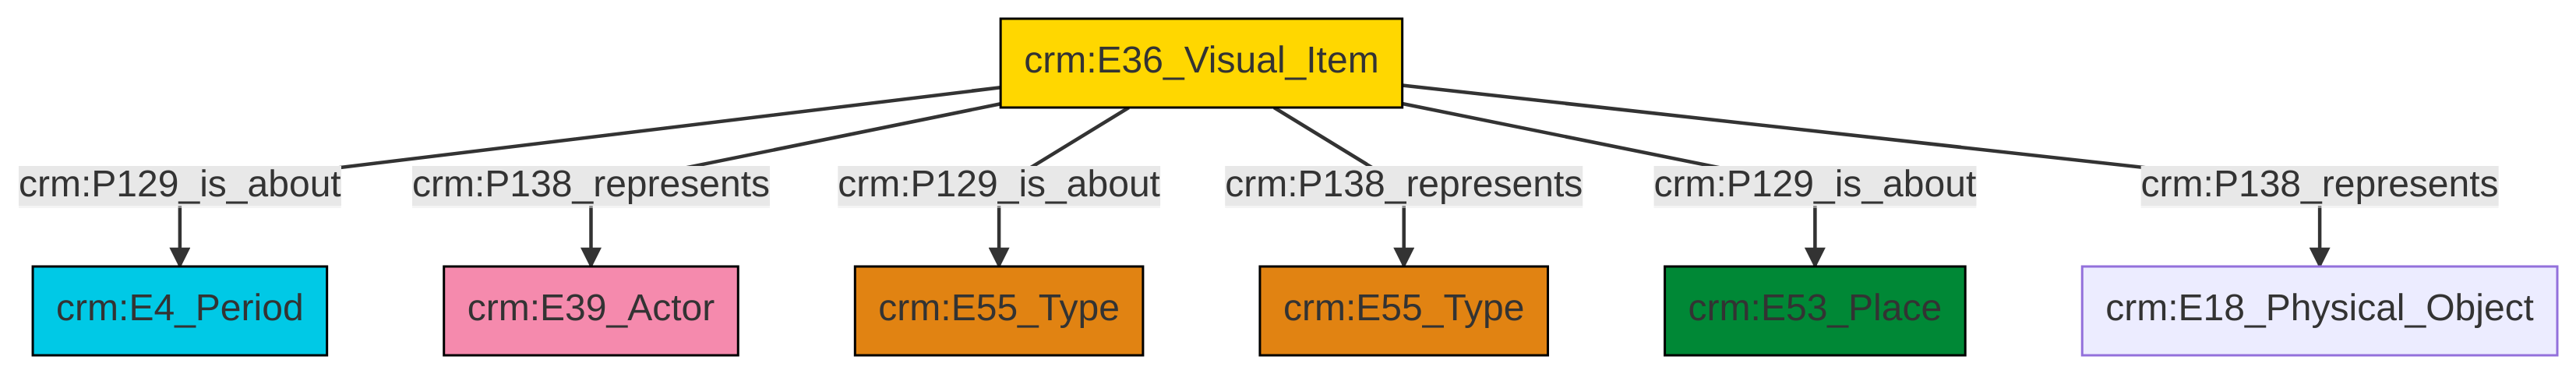 crm:E36_Visual_Item
crm:P129_is_about
crm:P138_represents
crm:P129_is_about
crm:P138_represents
crm:P129_is_about
crm:P138_represents
crm:E4_Period
crm:E39_Actor
crm:E55_Type
crm:E55_Type
crm:E53_Place
crm:E18_Physical_Object